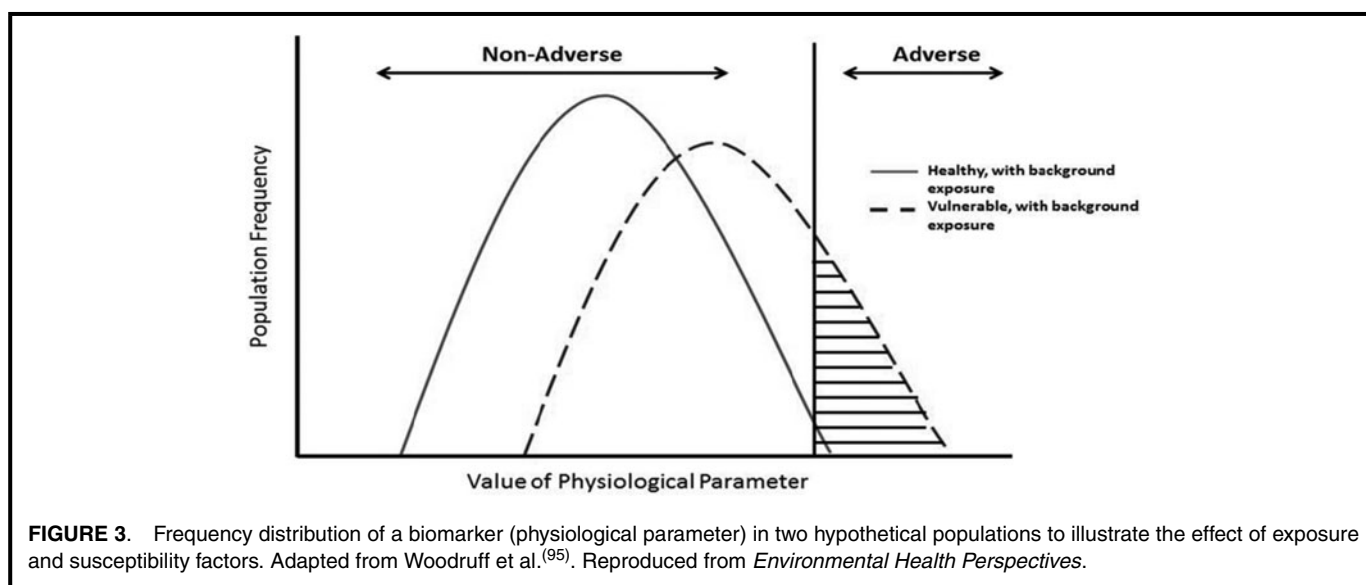 Non-Adverse
Adverse
Population Frequency
Healthy, with background
exposure
Vulnerable, with background
exposure
Value of Physiological Parameter
FIGURE 3. Frequency distribution of a biomarker (physiological parameter) in two hypothetical populations to illustrate the effect of exposure
and susceptibility factors. Adapted from Woodruff et al.(95). Reproduced from Environmental Health Perspectives.